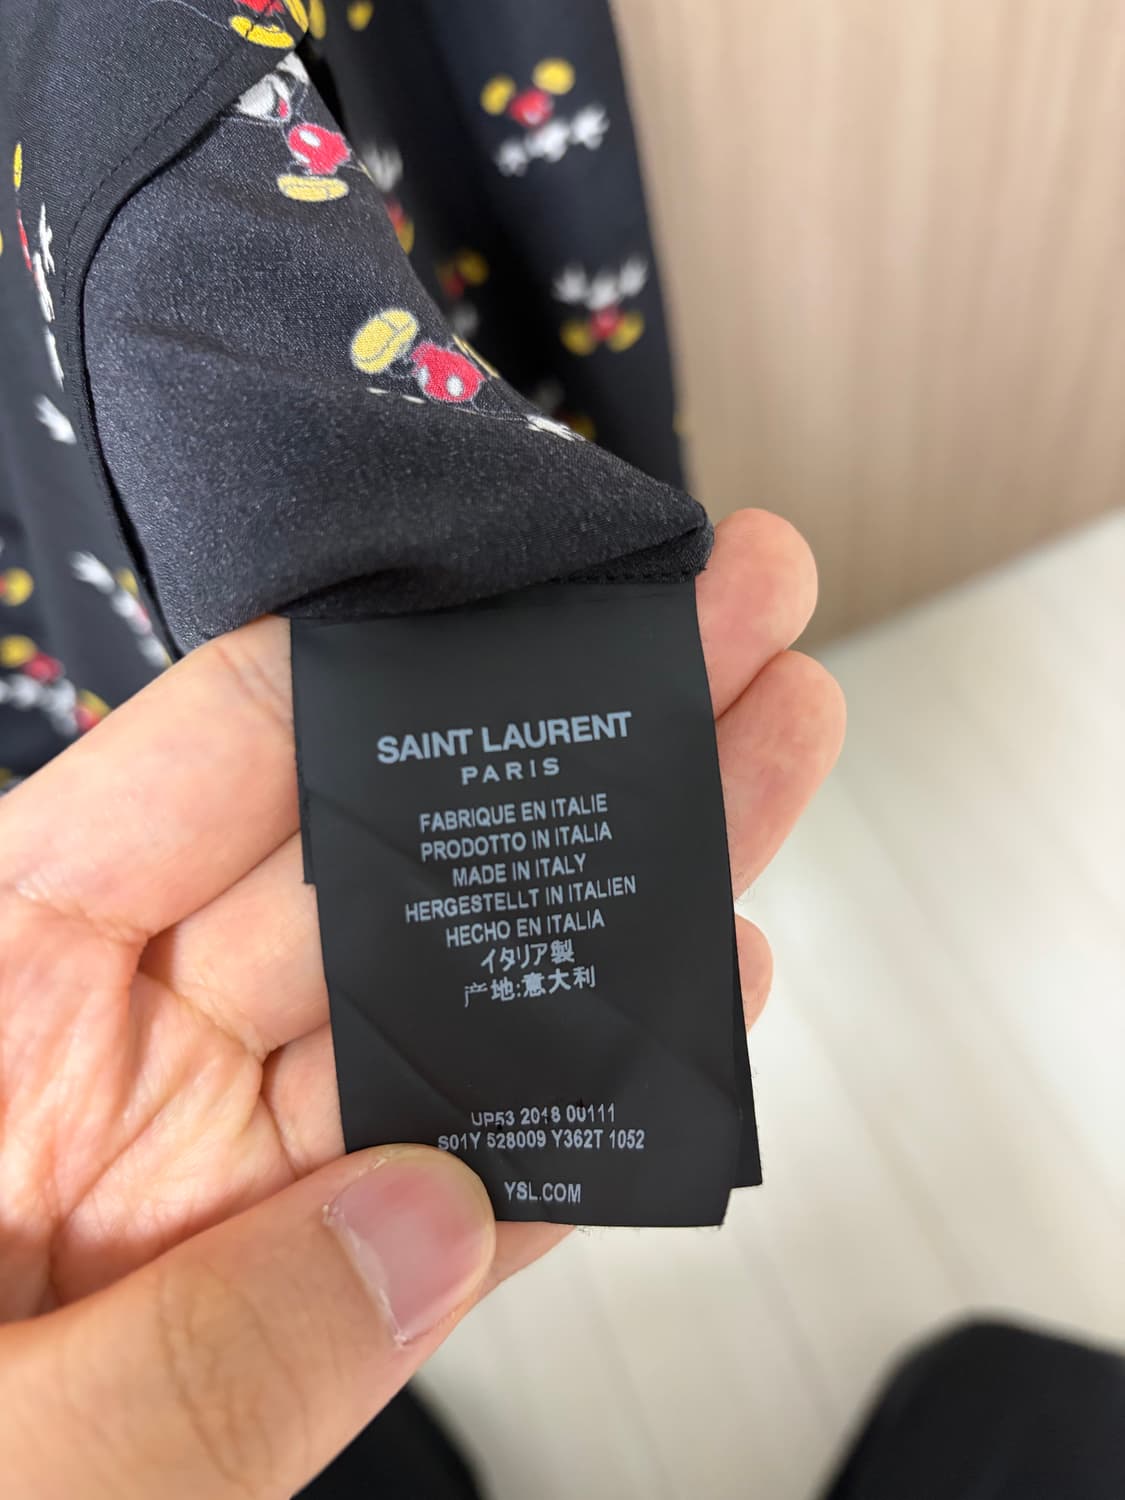 SAINT LAURENT
PARIS
FABRIQUE EN ITALIE
PRODOTTO IN ITALIA
MADE IN ITALY
HERGESTELLT IN ITALIEN
HECHO EN ITALIA
イタリア製
产地:意大利
UP53 2018 00111
S01Y 528009 Y362T 1052
YSL.COM